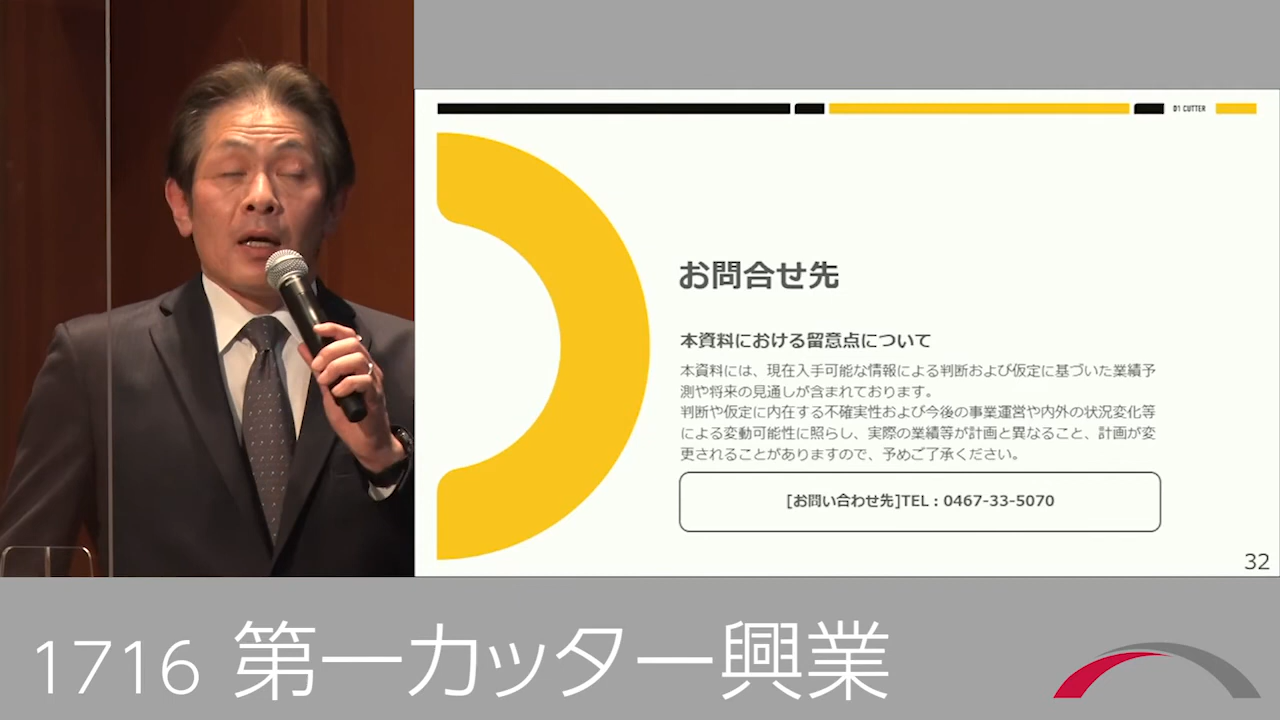 D1 CUTTER
お問合せ先
本資料における留意点について
本資料には、現在入手可能な情報による判断および仮定に基づいた業績予
測や将来の見通しが含まれております。
判断や仮定に内在する不確実性および今後の事業運営や内外の状況変化等
による変動可能性に照らし、実際の業績等が計画と異なること、計画が変
更されることがありますので、予めご了承ください。
[お問い合わせ先]TEL：0467-33-5070
32
1716 第一カッター興業